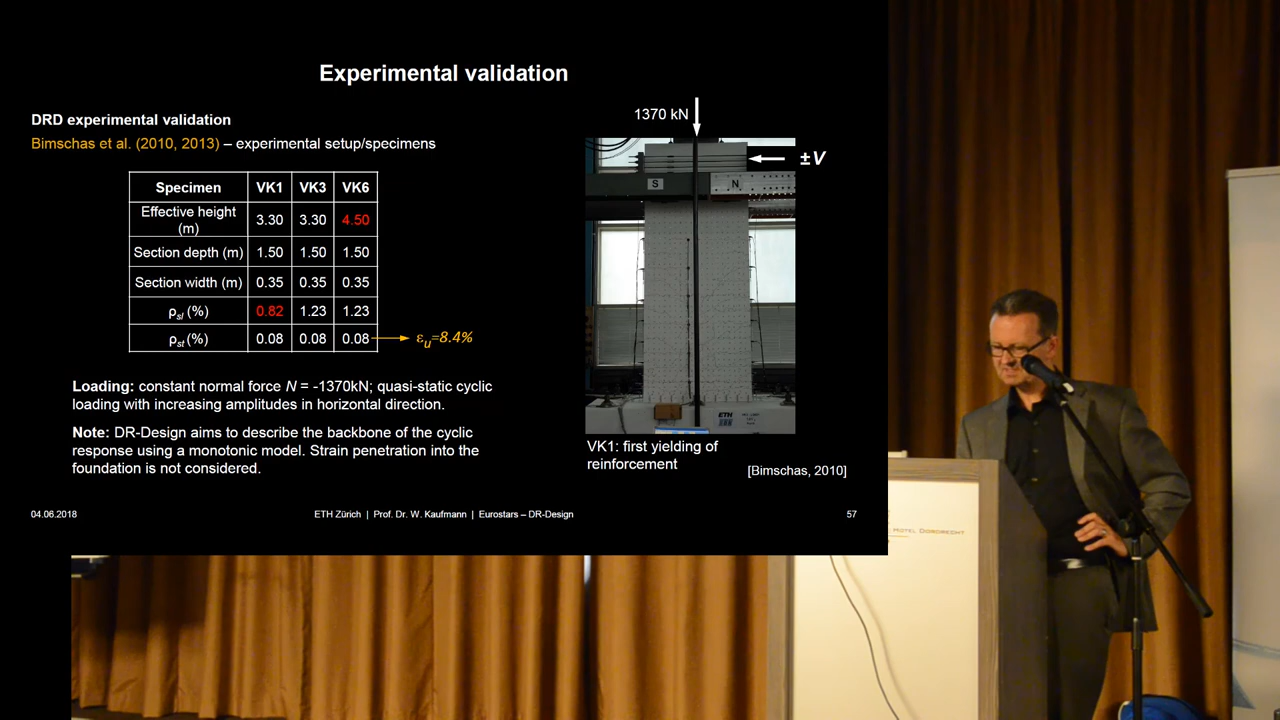 Experimental validation
DRD experimental validation
Bimschas et al. (2010, 2013) – experimental setup/specimens
Specimen VK1 VK3 VK6
Effective height (m) 3.30 3.30 4.50
Section depth (m) 1.50 1.50 1.50
Section width (m) 0.35 0.35 0.35
ρsl (%) 0.82 1.23 1.23
ρst (%) 0.08 0.08 0.08
εu=8.4%
Loading: constant normal force N = -1370kN; quasi-static cyclic
loading with increasing amplitudes in horizontal direction.
Note: DR-Design aims to describe the backbone of the cyclic
response using a monotonic model. Strain penetration into the
foundation is not considered.
1370 kN
±V
S
N
ETH
VK1: first yielding of
reinforcement
[Bimschas, 2010]
04.06.2018
ETH Zürich | Prof. Dr. W. Kaufmann | Eurostars – DR-Design
57
HOTEL DORDRECHT